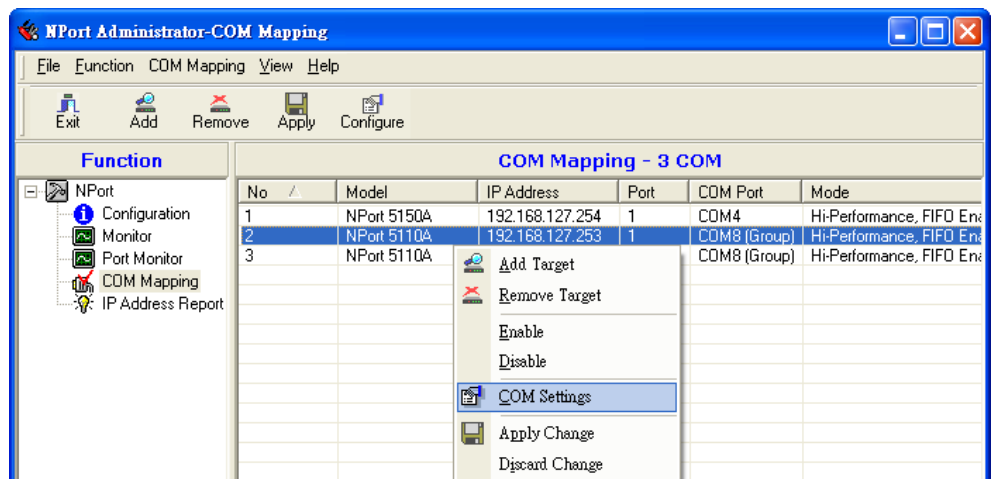 NPort Administrator-COM Mapping
File Function COM Mapping View Help
Exit Add Remove Apply Configure
Function
NPort
Configuration
Monitor
Port Monitor
COM Mapping
IP Address Report
COM Mapping - 3 COM
No Model IP Address Port COM Port Mode
1 NPort 5150A 192.168.127.254 1 COM4 Hi-Performance, FIFO Ena
2 NPort 5110A 192.168.127.253 1 COM8 (Group) Hi-Performance, FIFO Ena
3 NPort 5110A COM8 (Group) Hi-Performance, FIFO Ena
Add Target
Remove Target
Enable
Disable
COM Settings
Apply Change
Discard Change